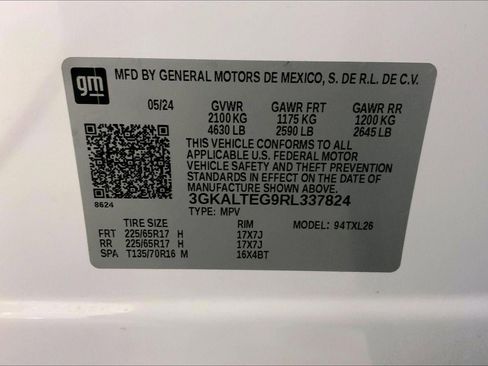 gm
MFD BY GENERAL MOTORS DE MEXICO, S. DE R.L. DE C.V.
05/24 GVWR GAWR FRT GAWR RR
2100 KG 1175 KG 1200 KG
4630 LB 2590 LB 2645 LB
THIS VEHICLE CONFORMS TO ALL
APPLICABLE U.S. FEDERAL MOTOR
VEHICLE SAFETY AND THEFT PREVENTION
STANDARDS IN EFFECT ON THE DATE OF
MANUFACTURE SHOWN ABOVE.
8624 3GKALTEG9RL337824
TYPE: MPV
TIRE SIZE RIM MODEL: 94TXL26
FRT 225/65R17 H 17X7J
RR 225/65R17 H 17X7J
SPA T135/70R16 M 16X4BT